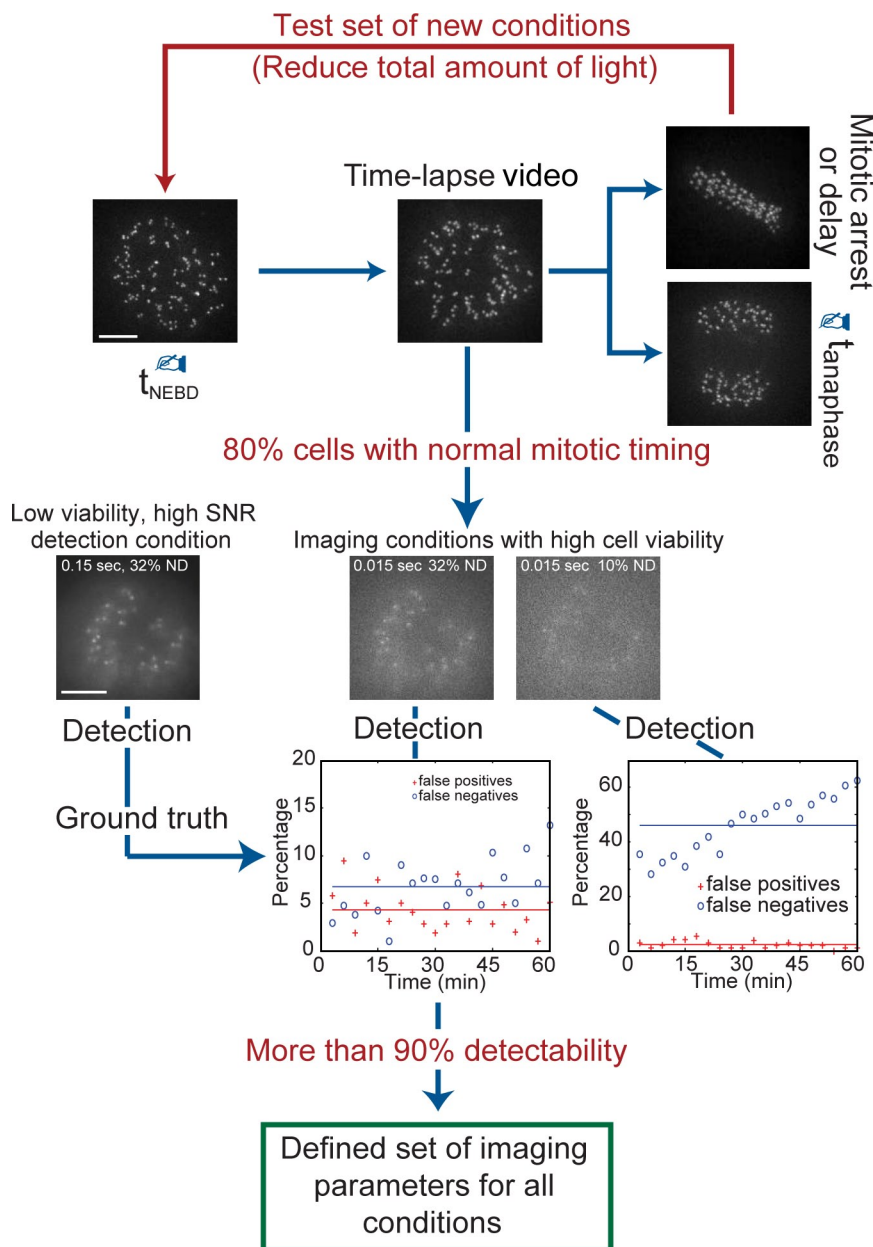 Test set of new conditions
(Reduce total amount of light)
Time-lapse video
Mitotic arrest
or delay
tNEBD
tanaphase
80% cells with normal mitotic timing
Low viability, high SNR
detection condition
Imaging conditions with high cell viability
0.15 sec, 32% ND
0.015 sec 32% ND
0.015 sec 10% ND
Detection
Detection
Detection
Ground truth
Percentage
20
15
10
5
0
false positives
false negatives
0 15 30 45 60
Time (min)
Percentage
60
40
20
0
false positives
false negatives
0 15 30 45 60
Time (min)
More than 90% detectability
Defined set of imaging
parameters for all
conditions